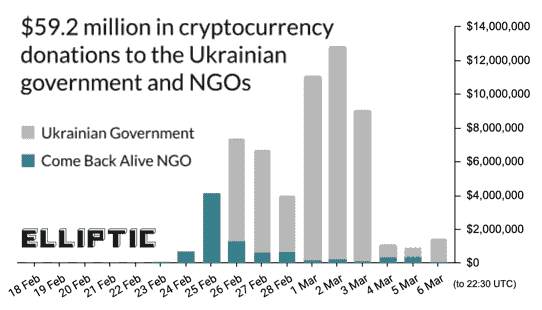 $59.2 million in cryptocurrency
donations to the Ukrainian
government and NGOs
Ukrainian Government
Come Back Alive NGO
ELLIPTIC
$14,000,000
$12,000,000
$10,000,000
$8,000,000
$6,000,000
$4,000,000
$2,000,000
$0
18 Feb
19 Feb
20 Feb
21 Feb
22 Feb
23 Feb
24 Feb
25 Feb
26 Feb
27 Feb
28 Feb
1 Mar
2 Mar
3 Mar
4 Mar
5 Mar
6 Mar
(to 22:30 UTC)